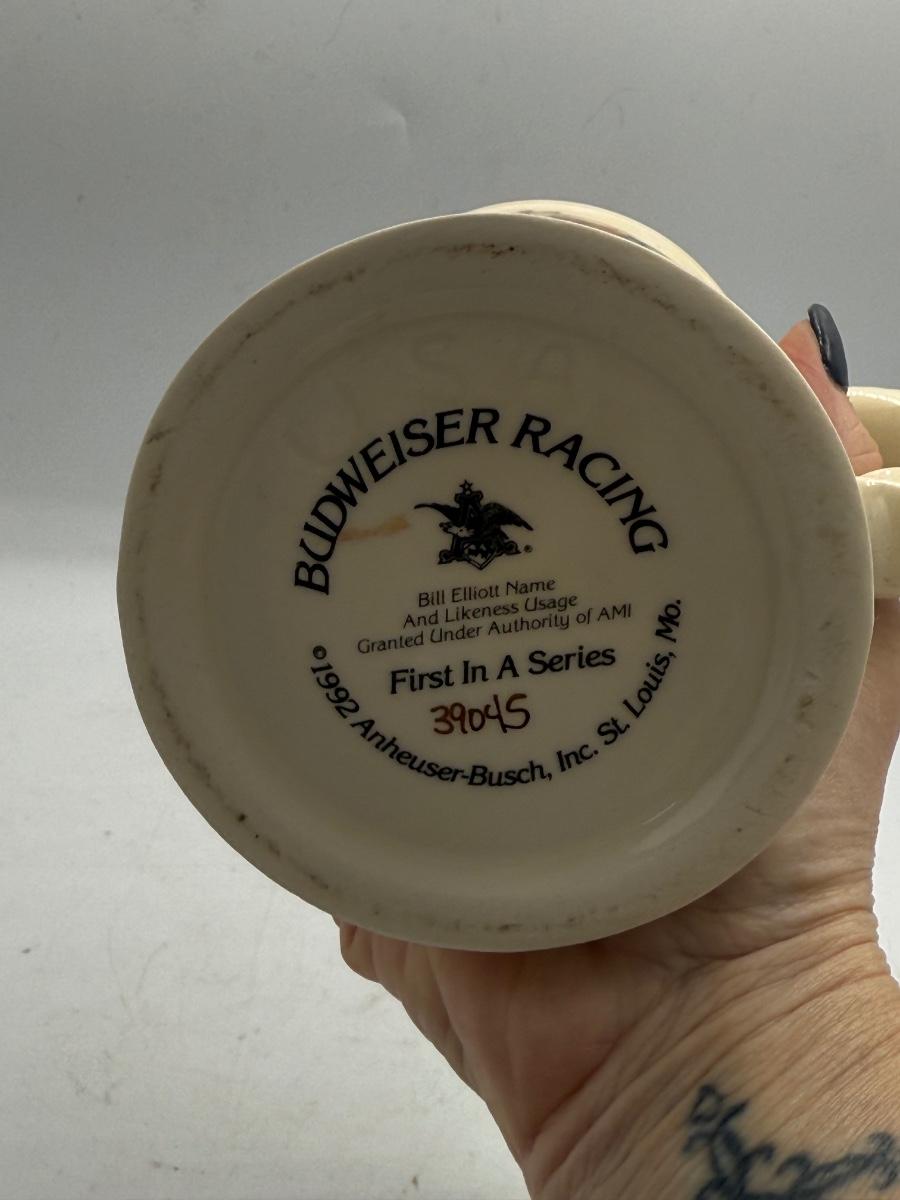 USA
BUDWEISER RACING
®
Bill Elliott Name
And Likeness Usage
Granted Under Authority of AMI
First In A Series
39045
©1992 Anheuser-Busch, Inc. St. Louis, Mo.